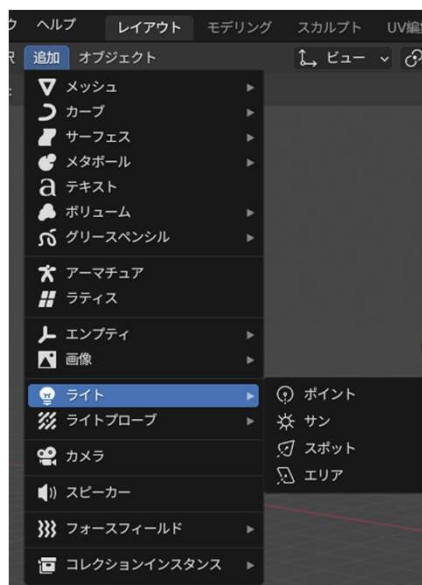 ヘルプ レイアウト モデリング スカルプト UV編
追加 オブジェクト ビュー
メッシュ
カーブ
サーフェス
メタボール
テキスト
ボリューム
グリースペンシル
アーマチュア
ラティス
エンプティ
画像
ライト ポイント
ライトプローブ サン
スポット
カメラ エリア
スピーカー
フォースフィールド
コレクションインスタンス